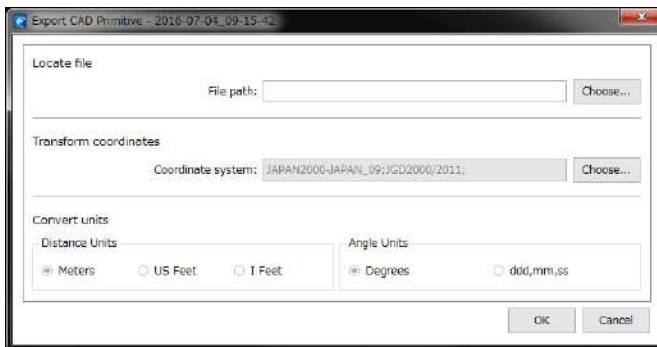 Export CAD Primitive - 2016-07-04_09-15-42
Locate file
File path:
Choose...
Transform coordinates
Coordinate system: JAPAN2000-JAPAN_09;JGD2000/2011;
Choose...
Convert units
Distance Units
Meters US Feet I Feet
Angle Units
Degrees ddd,mm,ss
OK Cancel